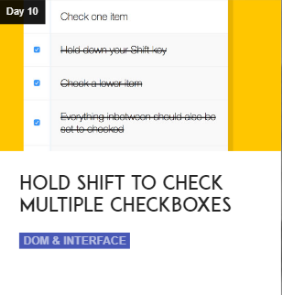 Day 10
Check one item
Hold down your Shift key
Check a lower item
Everything inbetween should also be
set to checked
HOLD SHIFT TO CHECK
MULTIPLE CHECKBOXES
DOM & INTERFACE